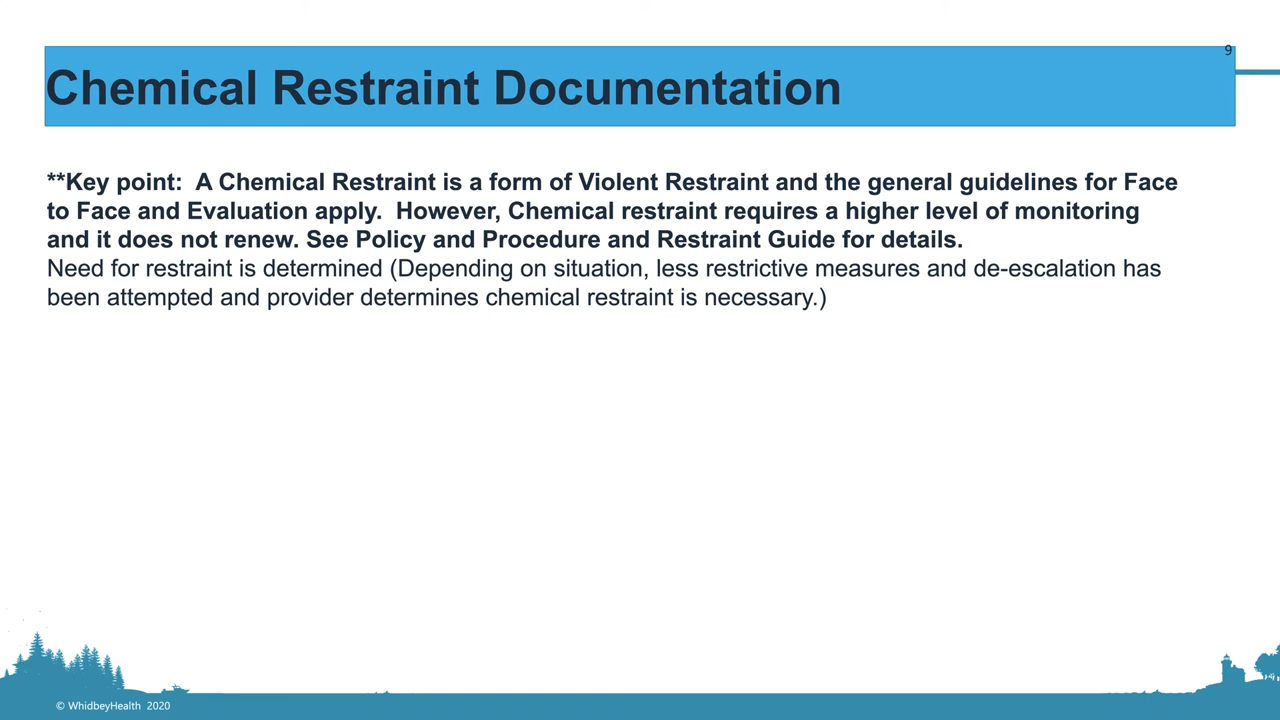 9
Chemical Restraint Documentation
**Key point:  A Chemical Restraint is a form of Violent Restraint and the general guidelines for Face
to Face and Evaluation apply.  However, Chemical restraint requires a higher level of monitoring
and it does not renew. See Policy and Procedure and Restraint Guide for details.
Need for restraint is determined (Depending on situation, less restrictive measures and de-escalation has
been attempted and provider determines chemical restraint is necessary.)
© WhidbeyHealth  2020